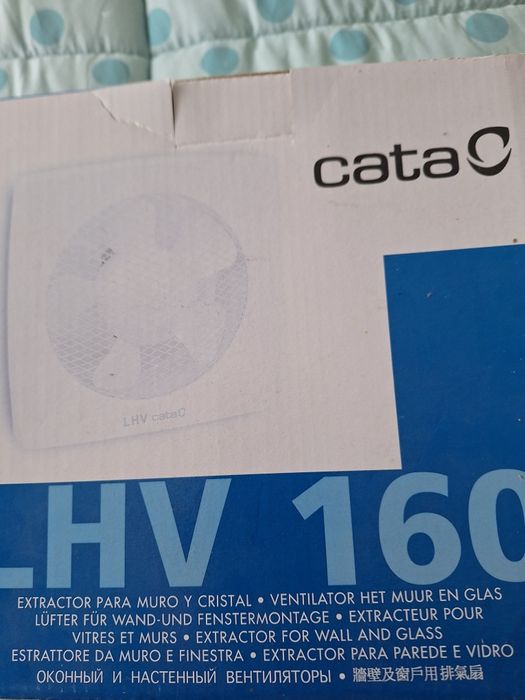 cata
LHV cata
LHV 160
EXTRACTOR PARA MURO Y CRISTAL • VENTILATOR HET MUUR EN GLAS
LÜFTER FÜR WAND-UND FENSTERMONTAGE • EXTRACTEUR POUR
VITRES ET MURS • EXTRACTOR FOR WALL AND GLASS
ESTRATTORE DA MURO E FINESTRA • EXTRACTOR PARA PAREDE E VIDRO
ОКОННЫЙ И НАСТЕННЫЙ ВЕНТИЛЯТОРЫ • 牆壁及窗戶用排氣扇